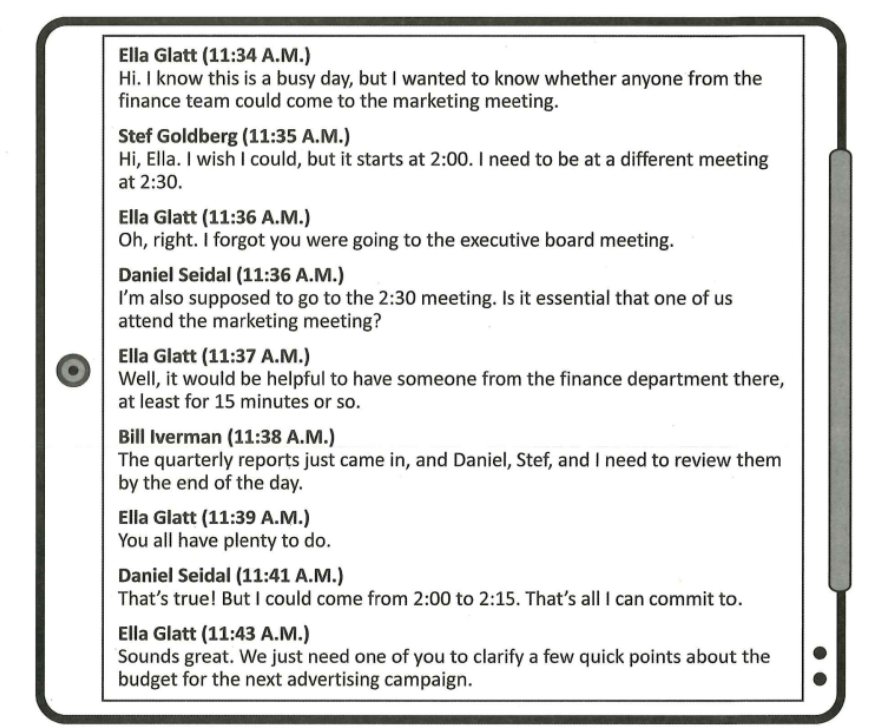 Ella Glatt (11:34 A.M.)
Hi. I know this is a busy day, but I wanted to know whether anyone from the
finance team could come to the marketing meeting.
Stef Goldberg (11:35 A.M.)
Hi, Ella. I wish I could, but it starts at 2:00. I need to be at a different meeting
at 2:30.
Ella Glatt (11:36 A.M.)
Oh, right. I forgot you were going to the executive board meeting.
Daniel Seidal (11:36 A.M.)
I'm also supposed to go to the 2:30 meeting. Is it essential that one of us
attend the marketing meeting?
Ella Glatt (11:37 A.M.)
Well, it would be helpful to have someone from the finance department there,
at least for 15 minutes or so.
Bill Iverman (11:38 A.M.)
The quarterly reports just came in, and Daniel, Stef, and I need to review them
by the end of the day.
Ella Glatt (11:39 A.M.)
You all have plenty to do.
Daniel Seidal (11:41 A.M.)
That's true! But I could come from 2:00 to 2:15. That's all I can commit to.
Ella Glatt (11:43 A.M.)
Sounds great. We just need one of you to clarify a few quick points about the
budget for the next advertising campaign.